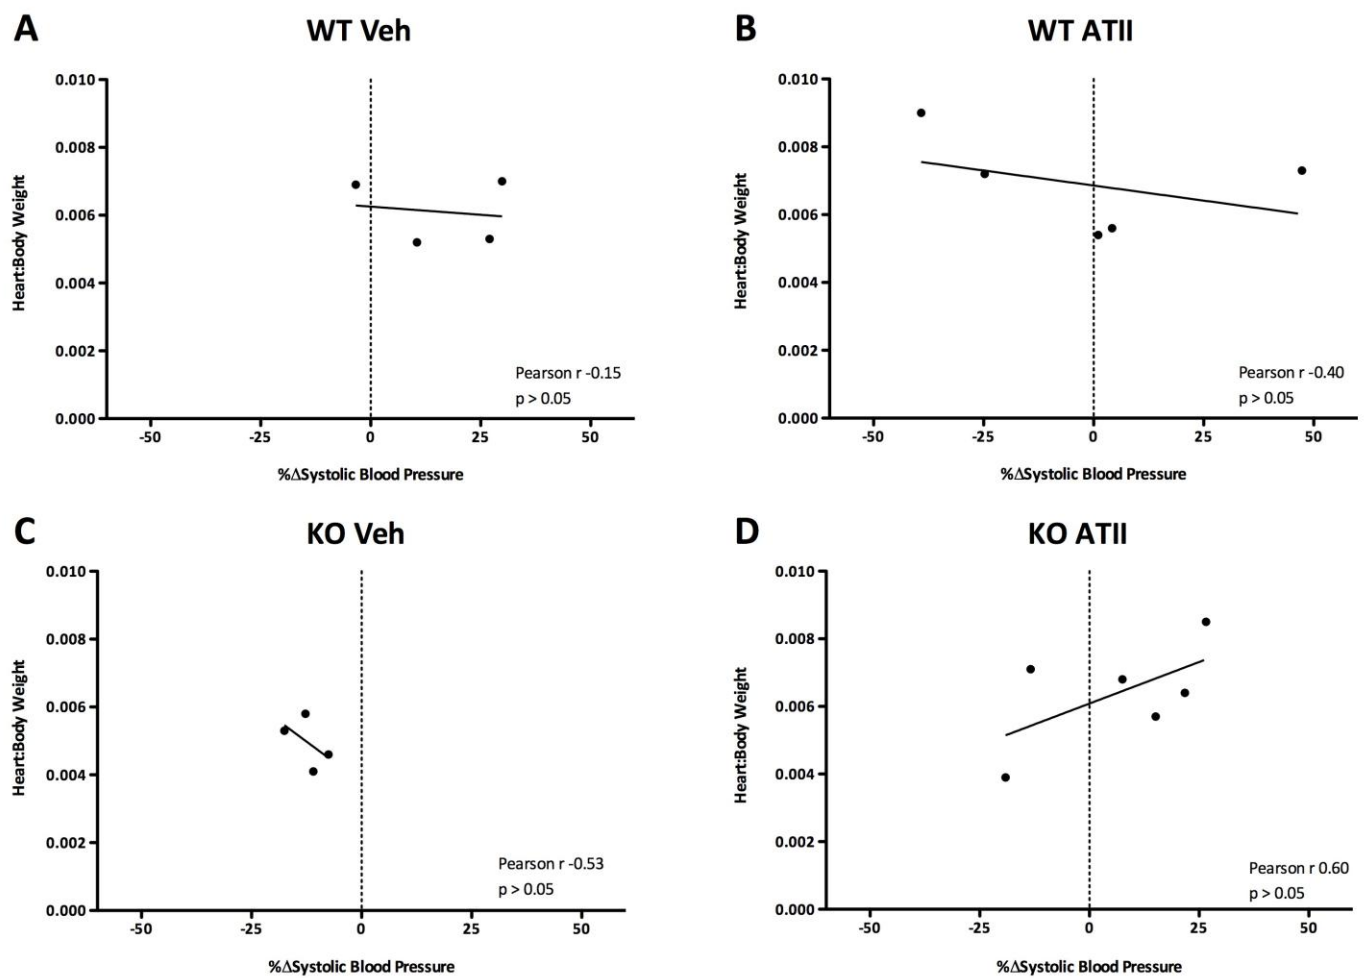 A
WT Veh
0.010
0.008
0.006
0.004
0.002
0.000
Heart:Body Weight
-50 -25 0 25 50
%ΔSystolic Blood Pressure
Pearson r -0.15
p > 0.05
B
WT ATII
0.010
0.008
0.006
0.004
0.002
0.000
Heart:Body Weight
-50 -25 0 25 50
%ΔSystolic Blood Pressure
Pearson r -0.40
p > 0.05
C
KO Veh
0.010
0.008
0.006
0.004
0.002
0.000
Heart:Body Weight
-50 -25 0 25 50
%ΔSystolic Blood Pressure
Pearson r -0.53
p > 0.05
D
KO ATII
0.010
0.008
0.006
0.004
0.002
0.000
Heart:Body Weight
-50 -25 0 25 50
%ΔSystolic Blood Pressure
Pearson r 0.60
p > 0.05